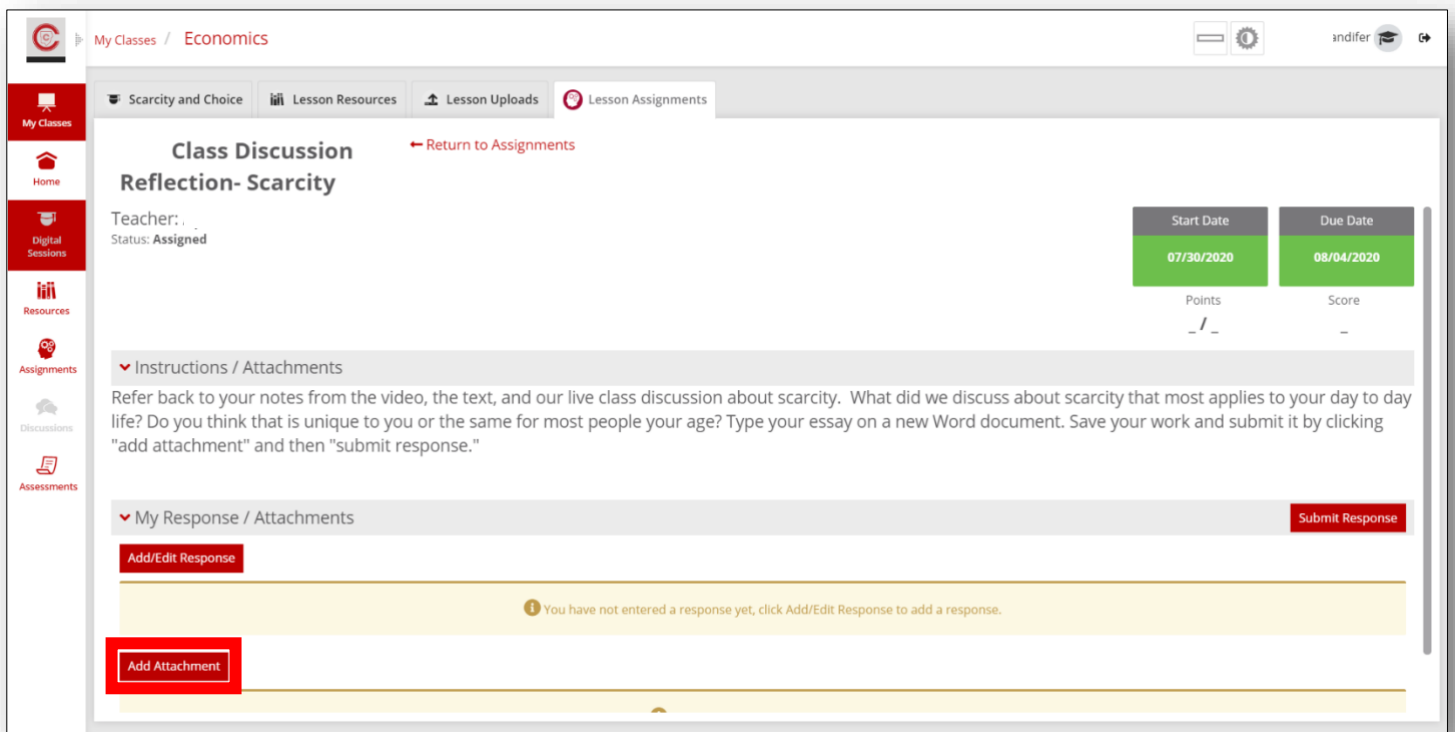 My Classes / Economics
andifer
My Classes
Home
Digital
Sessions
Resources
Assignments
Discussions
Assessments
Scarcity and Choice
Lesson Resources
Lesson Uploads
Lesson Assignments
Class Discussion
Reflection- Scarcity
← Return to Assignments
Teacher:
Status: Assigned
Start Date
07/30/2020
Points
_ / _
Due Date
08/04/2020
Score
_
Instructions / Attachments
Refer back to your notes from the video, the text, and our live class discussion about scarcity. What did we discuss about scarcity that most applies to your day to day
life? Do you think that is unique to you or the same for most people your age? Type your essay on a new Word document. Save your work and submit it by clicking
"add attachment" and then "submit response."
My Response / Attachments
Submit Response
Add/Edit Response
You have not entered a response yet, click Add/Edit Response to add a response.
Add Attachment